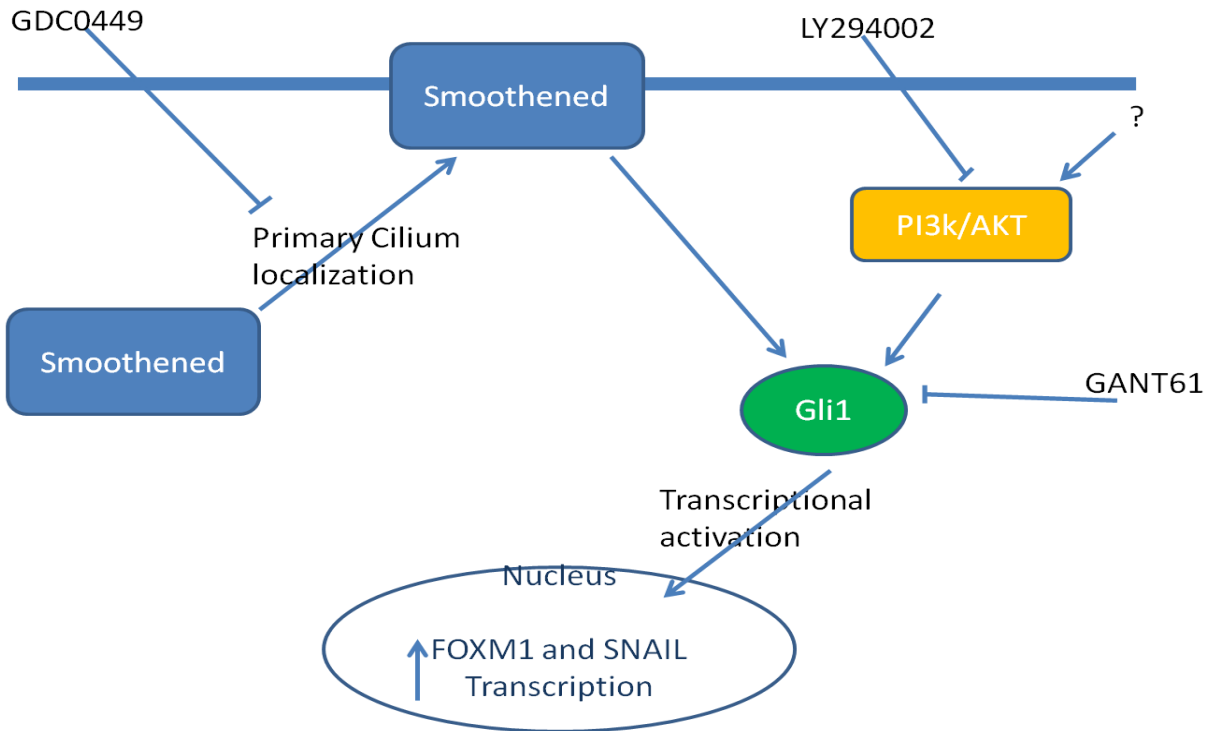 GDC0449
LY294002
Smoothened
?
PI3k/AKT
Primary Cilium
localization
Smoothened
GANT61
Gli1
Transcriptional
activation
Nucleus
FOXM1 and SNAIL
Transcription